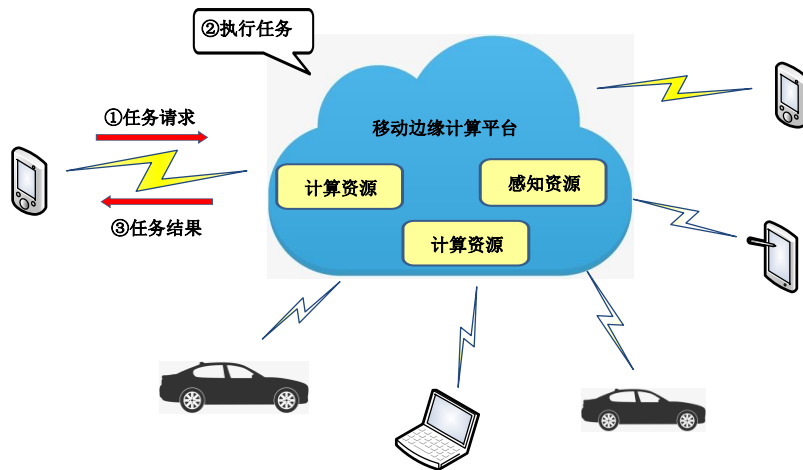 ②执行任务
①任务请求
移动边缘计算平台
计算资源
感知资源
③任务结果
计算资源